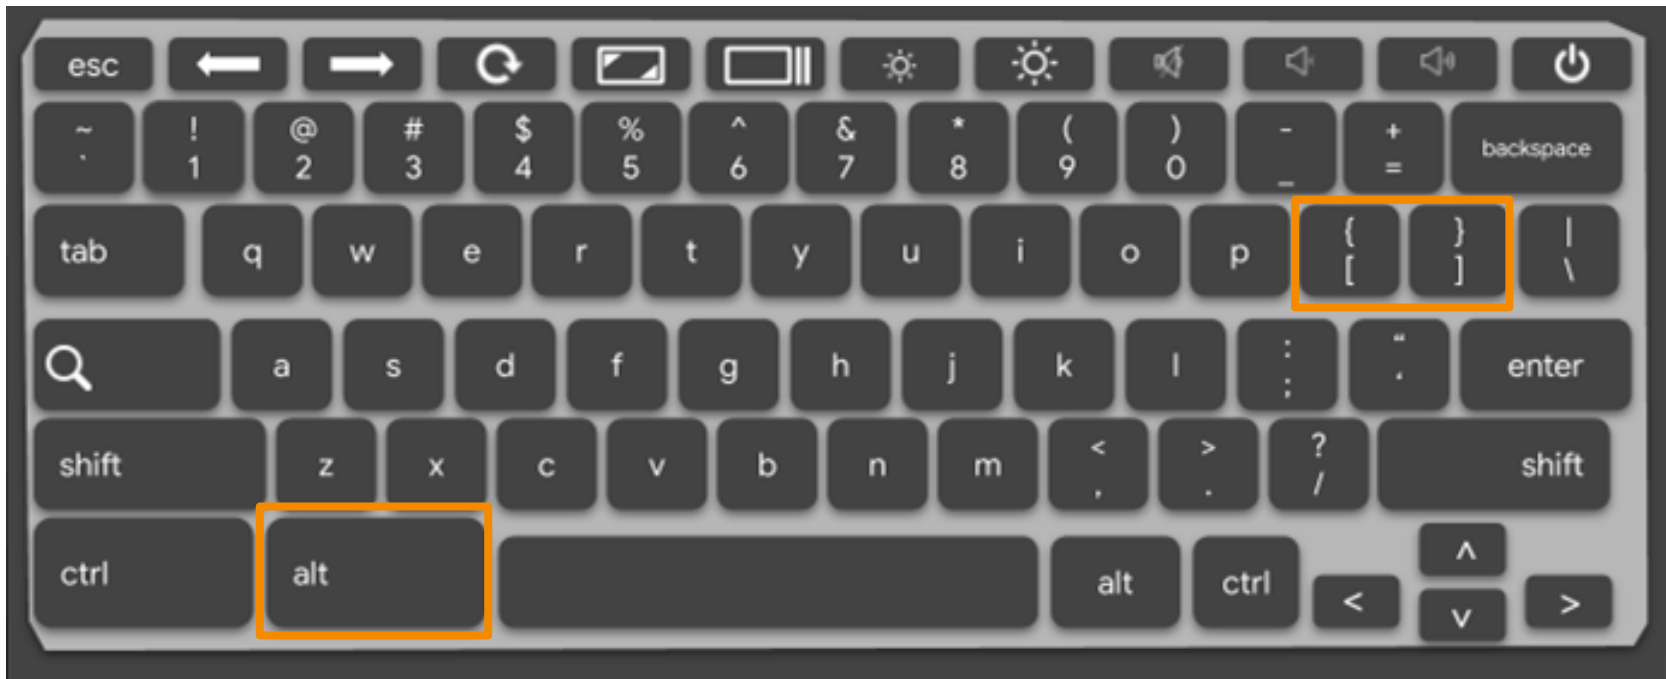 esc
~ ! @ # $ % ^ & * ( ) - +
` 1 2 3 4 5 6 7 8 9 0 _ = backspace
tab q w e r t y u i o p { [ } ] | \
a s d f g h j k l : ; “ ‘ enter
shift z x c v b n m < , > . ? / shift
ctrl alt alt ctrl < ^ v >